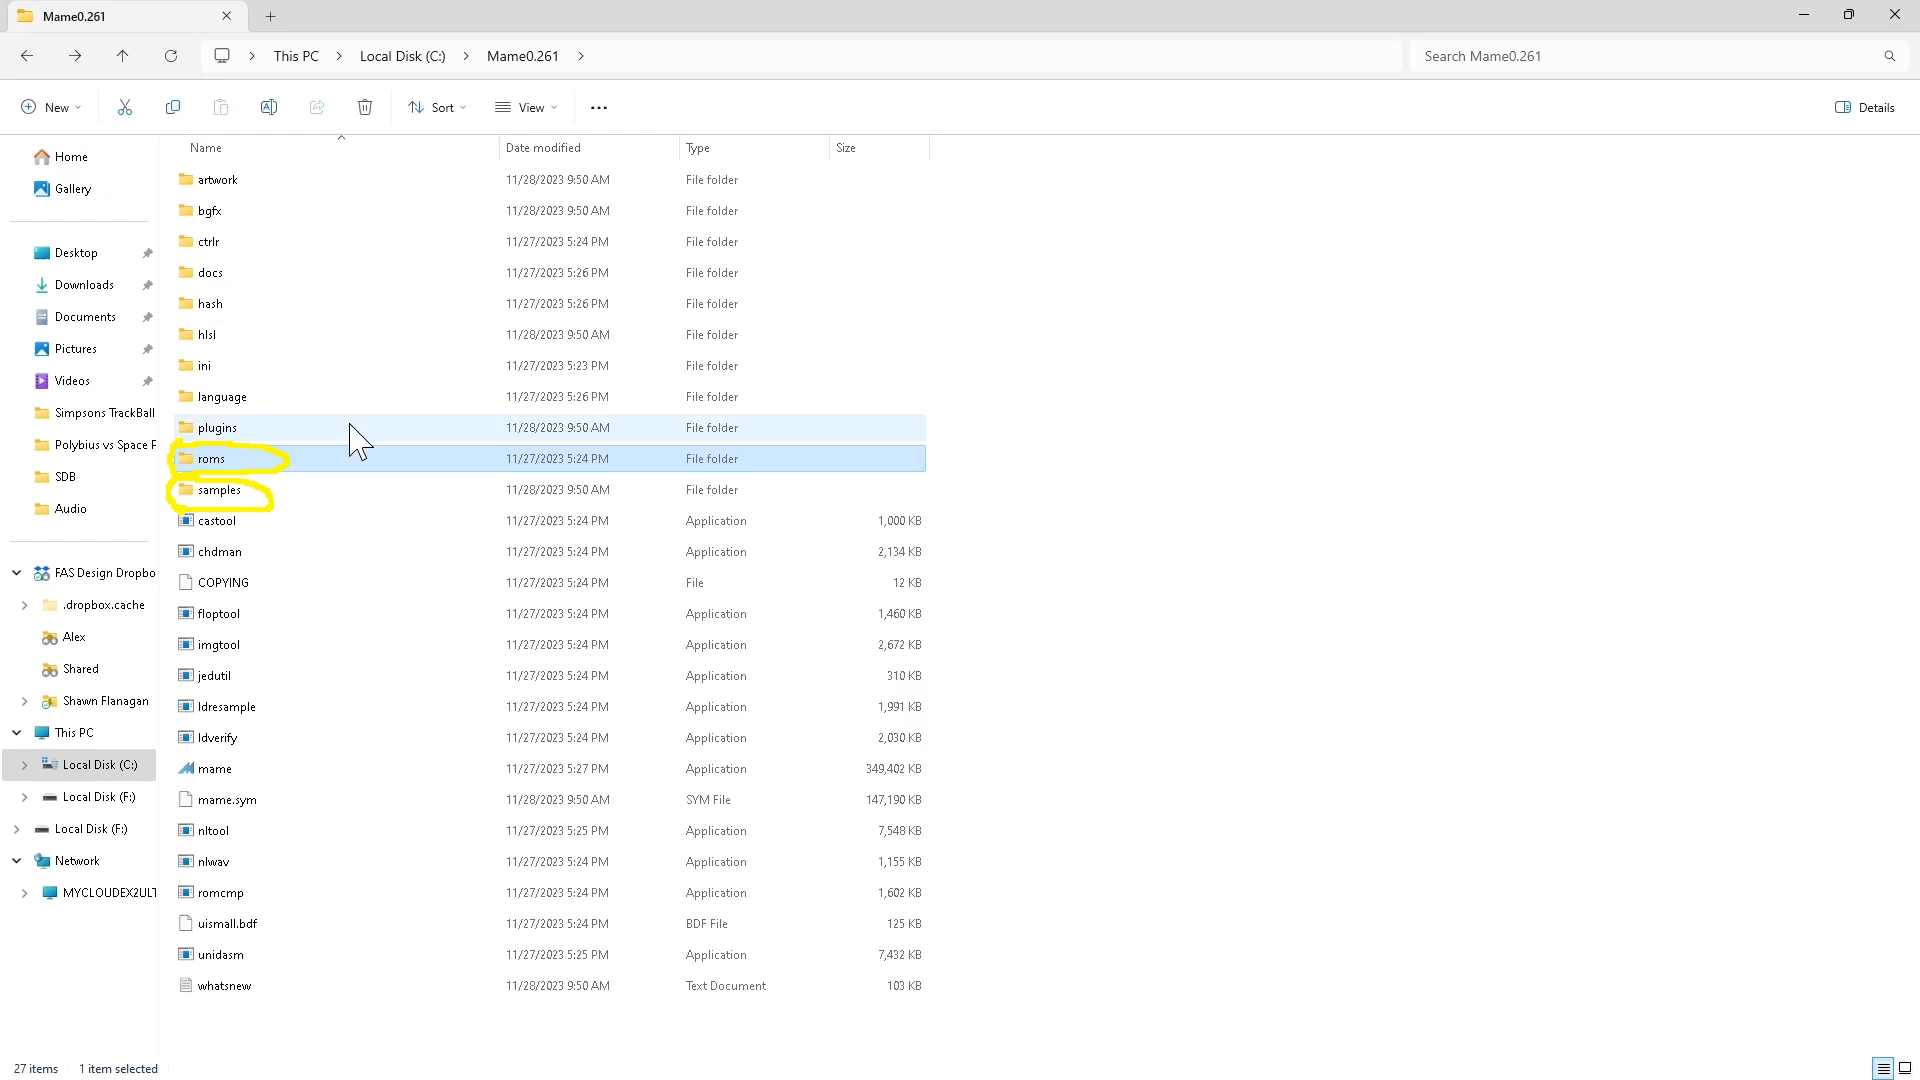 Mame0.261
This PC > Local Disk (C:) > Mame0.261 >
Search Mame0.261
New
Sort
View
Details
Name Date modified Type Size
Home
Gallery
Desktop
Downloads
Documents
Pictures
Videos
Simpsons TrackBall
Polybius vs Space F
SDB
Audio
FAS Design Dropbo
.dropbox.cache
Alex
Shared
Shawn Flanagan
This PC
Local Disk (C:)
Local Disk (F:)
Local Disk (F:)
Network
MYCLOUDEX2ULT
artwork 11/28/2023 9:50 AM File folder
bgfx 11/28/2023 9:50 AM File folder
ctrlr 11/27/2023 5:24 PM File folder
docs 11/27/2023 5:26 PM File folder
hash 11/27/2023 5:26 PM File folder
hlsl 11/28/2023 9:50 AM File folder
ini 11/27/2023 5:23 PM File folder
language 11/27/2023 5:26 PM File folder
plugins 11/28/2023 9:50 AM File folder
roms 11/27/2023 5:24 PM File folder
samples 11/28/2023 9:50 AM File folder
castool 11/27/2023 5:24 PM Application 1,000 KB
chdman 11/27/2023 5:24 PM Application 2,134 KB
COPYING 11/27/2023 5:24 PM File 12 KB
floptool 11/27/2023 5:24 PM Application 1,460 KB
imgtool 11/27/2023 5:24 PM Application 2,672 KB
jedutil 11/27/2023 5:24 PM Application 310 KB
ldresample 11/27/2023 5:24 PM Application 1,991 KB
ldverify 11/27/2023 5:24 PM Application 2,030 KB
mame 11/27/2023 5:27 PM Application 349,402 KB
mame.sym 11/28/2023 9:50 AM SYM File 147,190 KB
nltool 11/27/2023 5:25 PM Application 7,548 KB
nlwav 11/27/2023 5:24 PM Application 1,155 KB
romcmp 11/27/2023 5:24 PM Application 1,602 KB
uismall.bdf 11/27/2023 5:24 PM BDF File 125 KB
unidasm 11/27/2023 5:25 PM Application 7,432 KB
whatsnew 11/28/2023 9:50 AM Text Document 103 KB
27 items 1 item selected